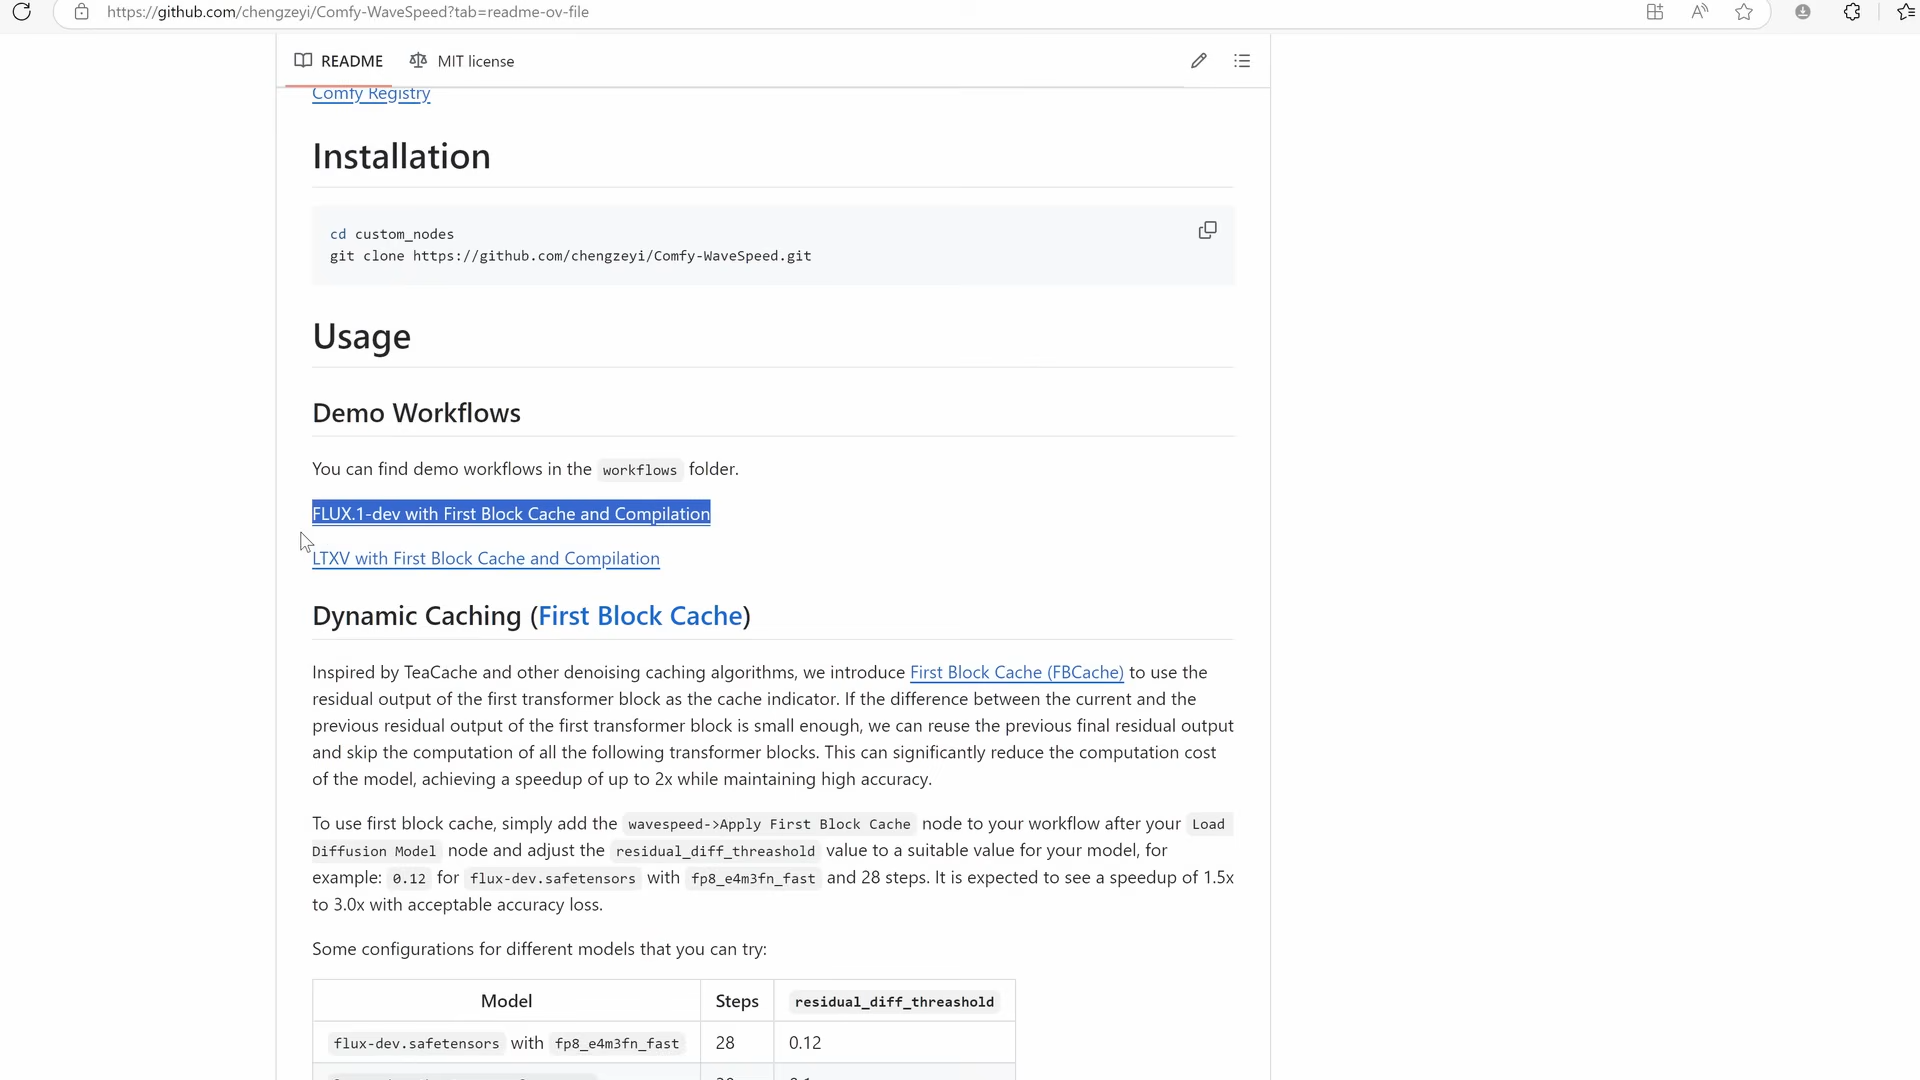 https://github.com/chengzeyi/Comfy-WaveSpeed?tab=readme-ov-file
README MIT license
Comfy Registry
Installation
cd custom_nodes
git clone https://github.com/chengzeyi/Comfy-WaveSpeed.git
Usage
Demo Workflows
You can find demo workflows in the workflows folder.
FLUX.1-dev with First Block Cache and Compilation
LTXV with First Block Cache and Compilation
Dynamic Caching (First Block Cache)
Inspired by TeaCache and other denoising caching algorithms, we introduce First Block Cache (FBCache) to use the
residual output of the first transformer block as the cache indicator. If the difference between the current and the
previous residual output of the first transformer block is small enough, we can reuse the previous final residual output
and skip the computation of all the following transformer blocks. This can significantly reduce the computation cost
of the model, achieving a speedup of up to 2x while maintaining high accuracy.
To use first block cache, simply add the wavespeed->Apply First Block Cache node to your workflow after your Load
Diffusion Model node and adjust the residual_diff_threashold value to a suitable value for your model, for
example: 0.12 for flux-dev.safetensors with fp8_e4m3fn_fast and 28 steps. It is expected to see a speedup of 1.5x
to 3.0x with acceptable accuracy loss.
Some configurations for different models that you can try:
Model Steps residual_diff_threashold
flux-dev.safetensors with fp8_e4m3fn_fast 28 0.12